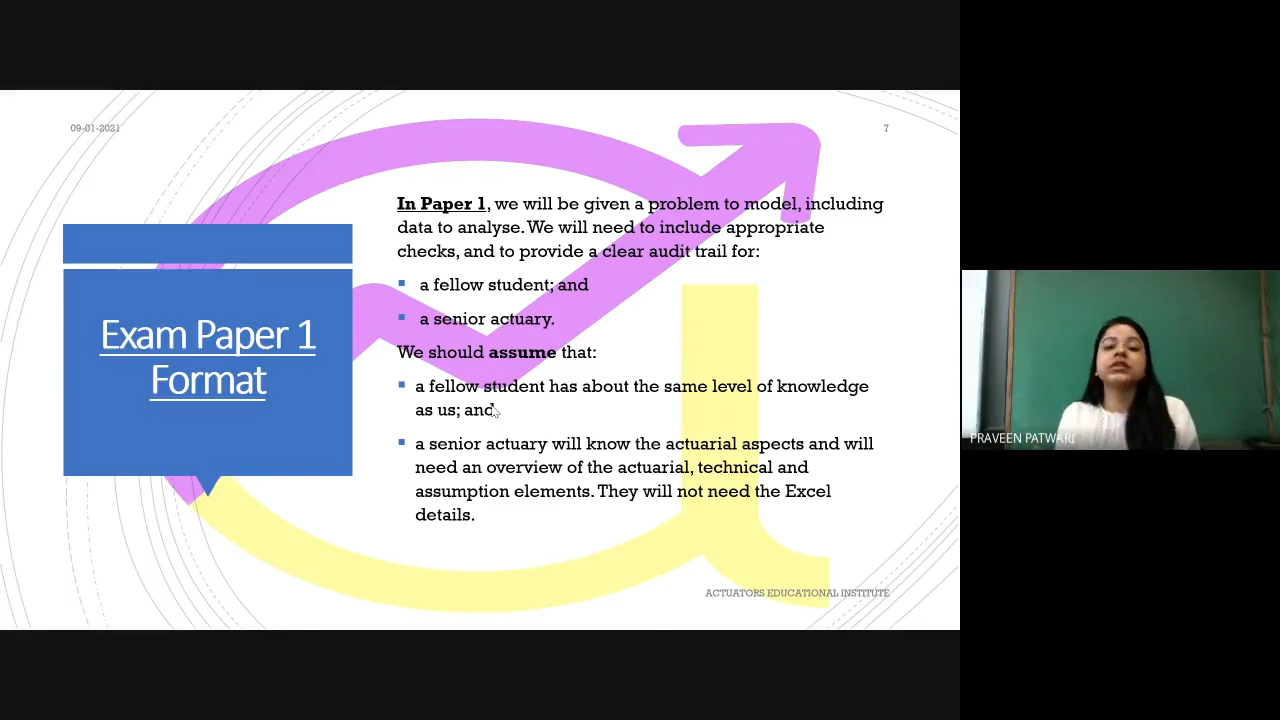 09-01-2021
7
Exam Paper 1
Format
In Paper 1, we will be given a problem to model, including
data to analyse. We will need to include appropriate
checks, and to provide a clear audit trail for:
a fellow student; and
a senior actuary.
We should assume that:
a fellow student has about the same level of knowledge
as us; and
a senior actuary will know the actuarial aspects and will
need an overview of the actuarial, technical and
assumption elements. They will not need the Excel
details.
ACTUATORS EDUCATIONAL INSTITUTE
PRAVEEN PATWARI